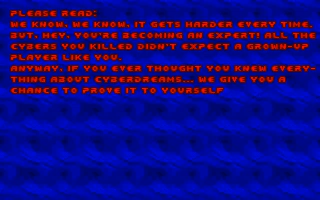 PLEASE READ:
WE KNOW, WE KNOW, IT GETS HARDER EVERY TIME.
BUT, HEY, YOU'RE BECOMING AN EXPERT! ALL THE
CYBERS YOU KILLED DIDN'T EXPECT A GROWN-UP
PLAYER LIKE YOU.
ANYWAY, IF YOU EVER THOUGHT YOU KNEW EVERY-
THING ABOUT CYBERDREAMS... WE GIVE YOU A
CHANCE TO PROVE IT TO YOURSELF